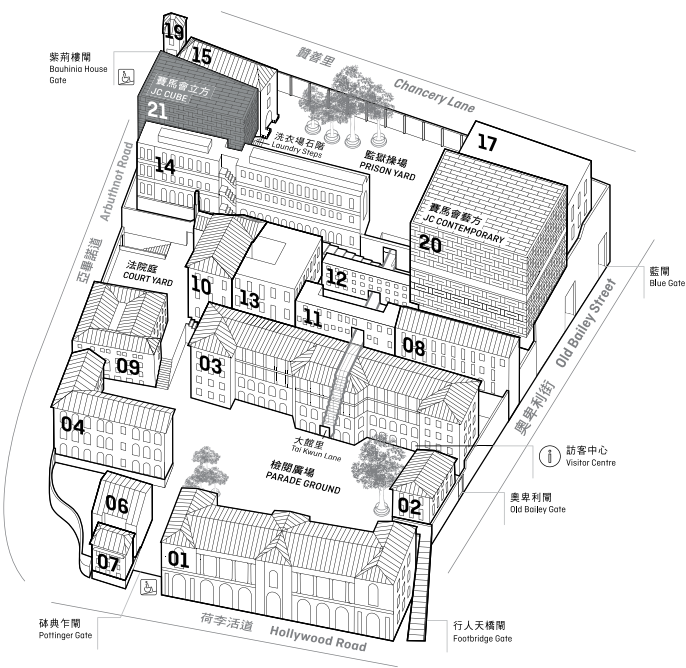 19
15
紫荊樓閘
Bauhinia House
Gate
賽馬會立方
JC CUBE
21
贊善里
Chancery Lane
洗衣場石階
Laundry Steps
監獄操場
PRISON YARD
17
14
賽馬會藝方
JC CONTEMPORARY
20
亞畢諾道 Arbuthnot Road
法院庭
COURTYARD
10
13
12
11
08
藍閘
Blue Gate
奧卑利街 Old Bailey Street
09
03
04
大館里
Tai Kwun Lane
檢閱廣場
PARADE GROUND
訪客中心
Visitor Centre
02
奧卑利閘
Old Bailey Gate
06
07
01
砵典乍閘
Pottinger Gate
荷李活道 Hollywood Road
行人天橋閘
Footbridge Gate